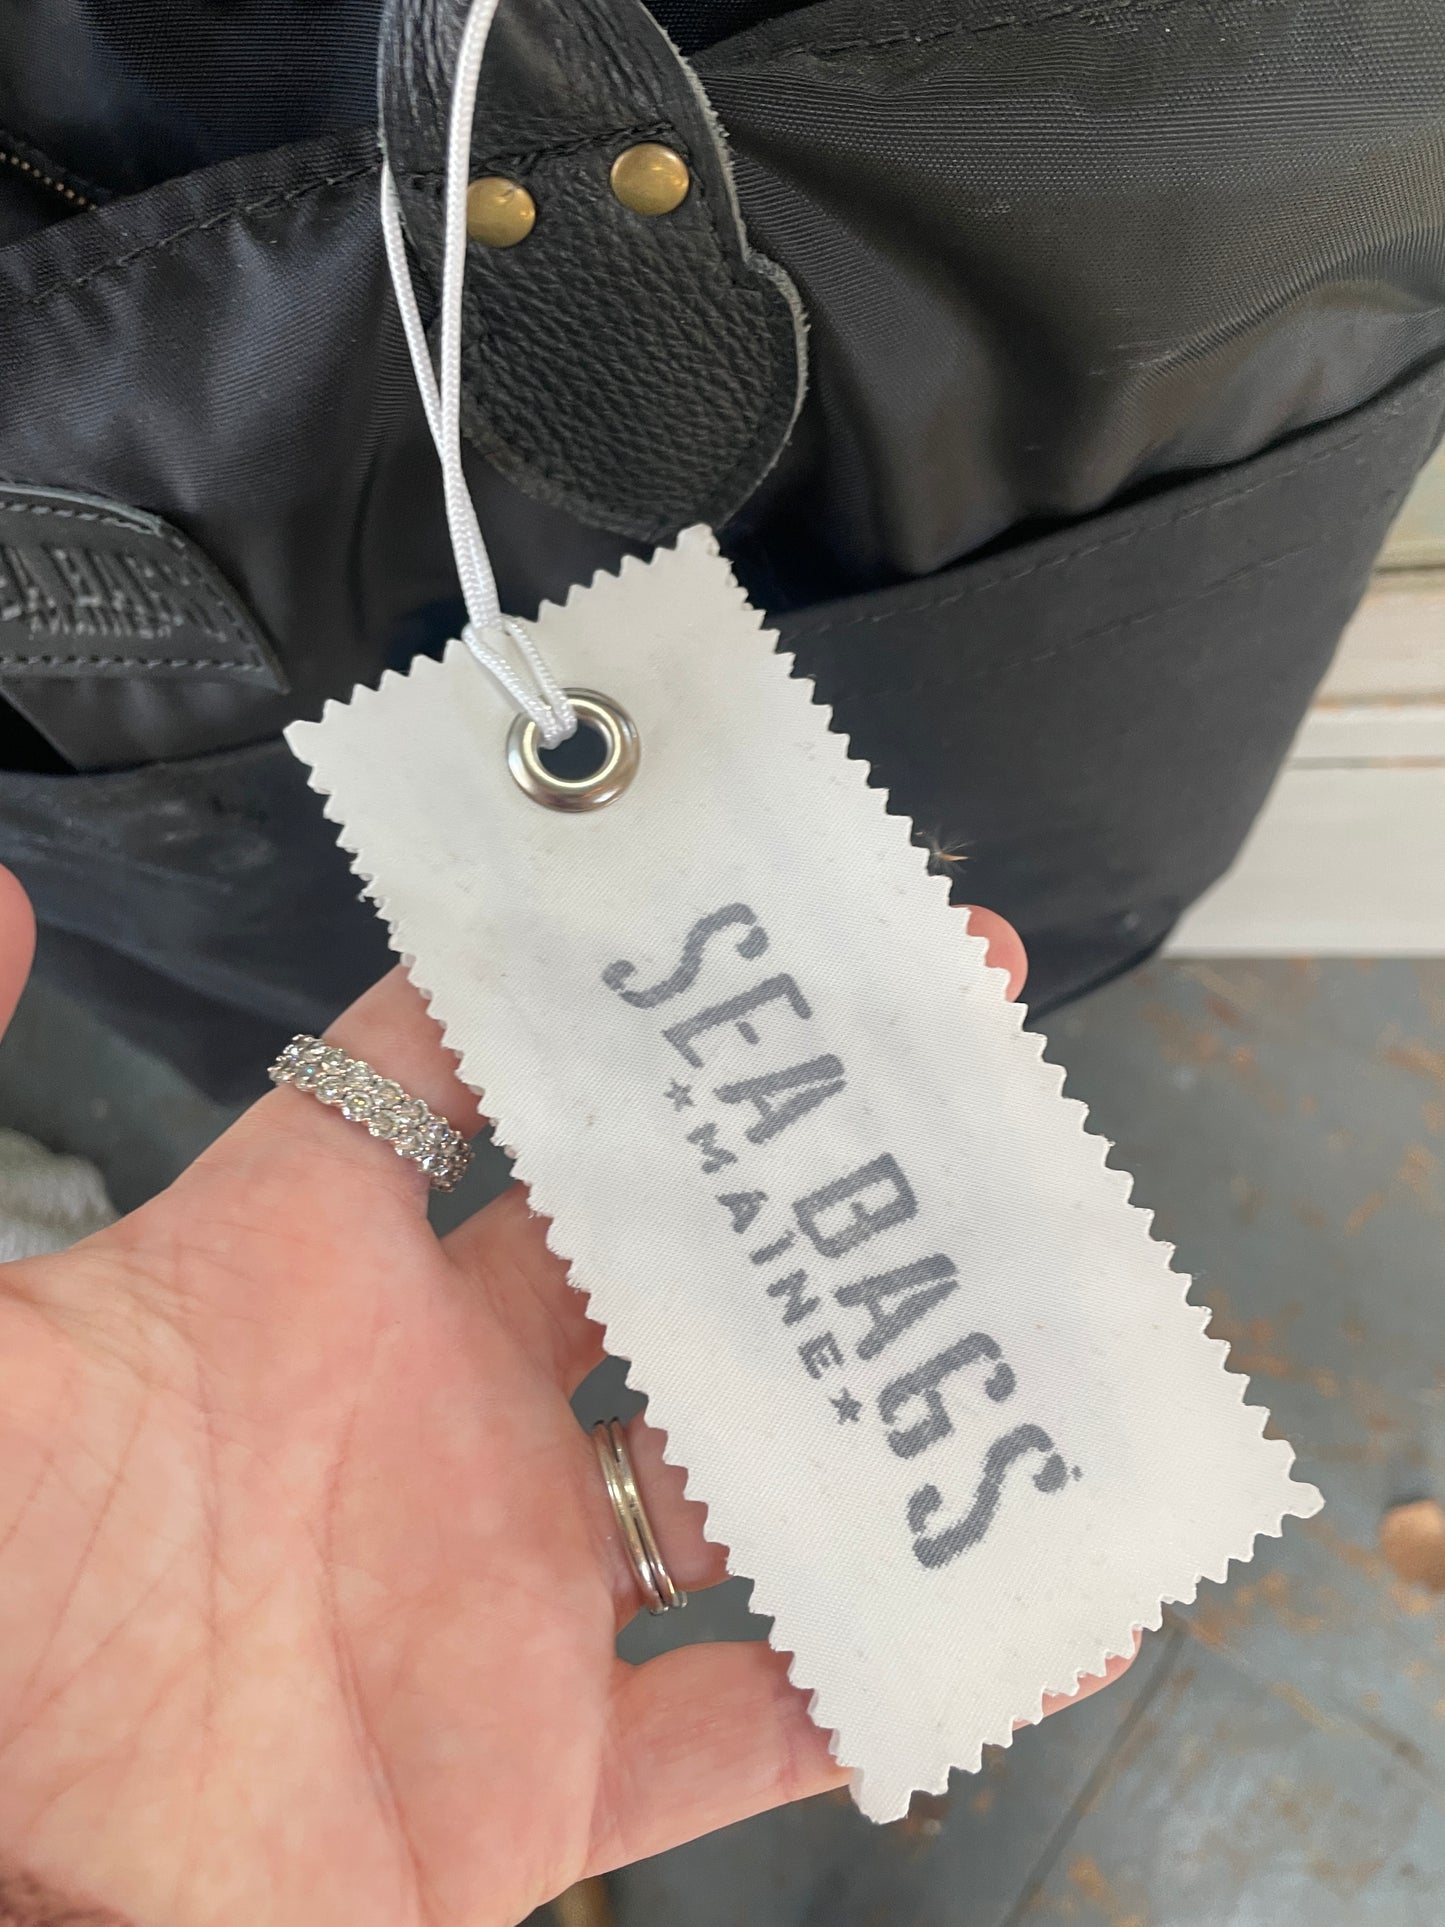 SEA BAGS
★ MAINE ★